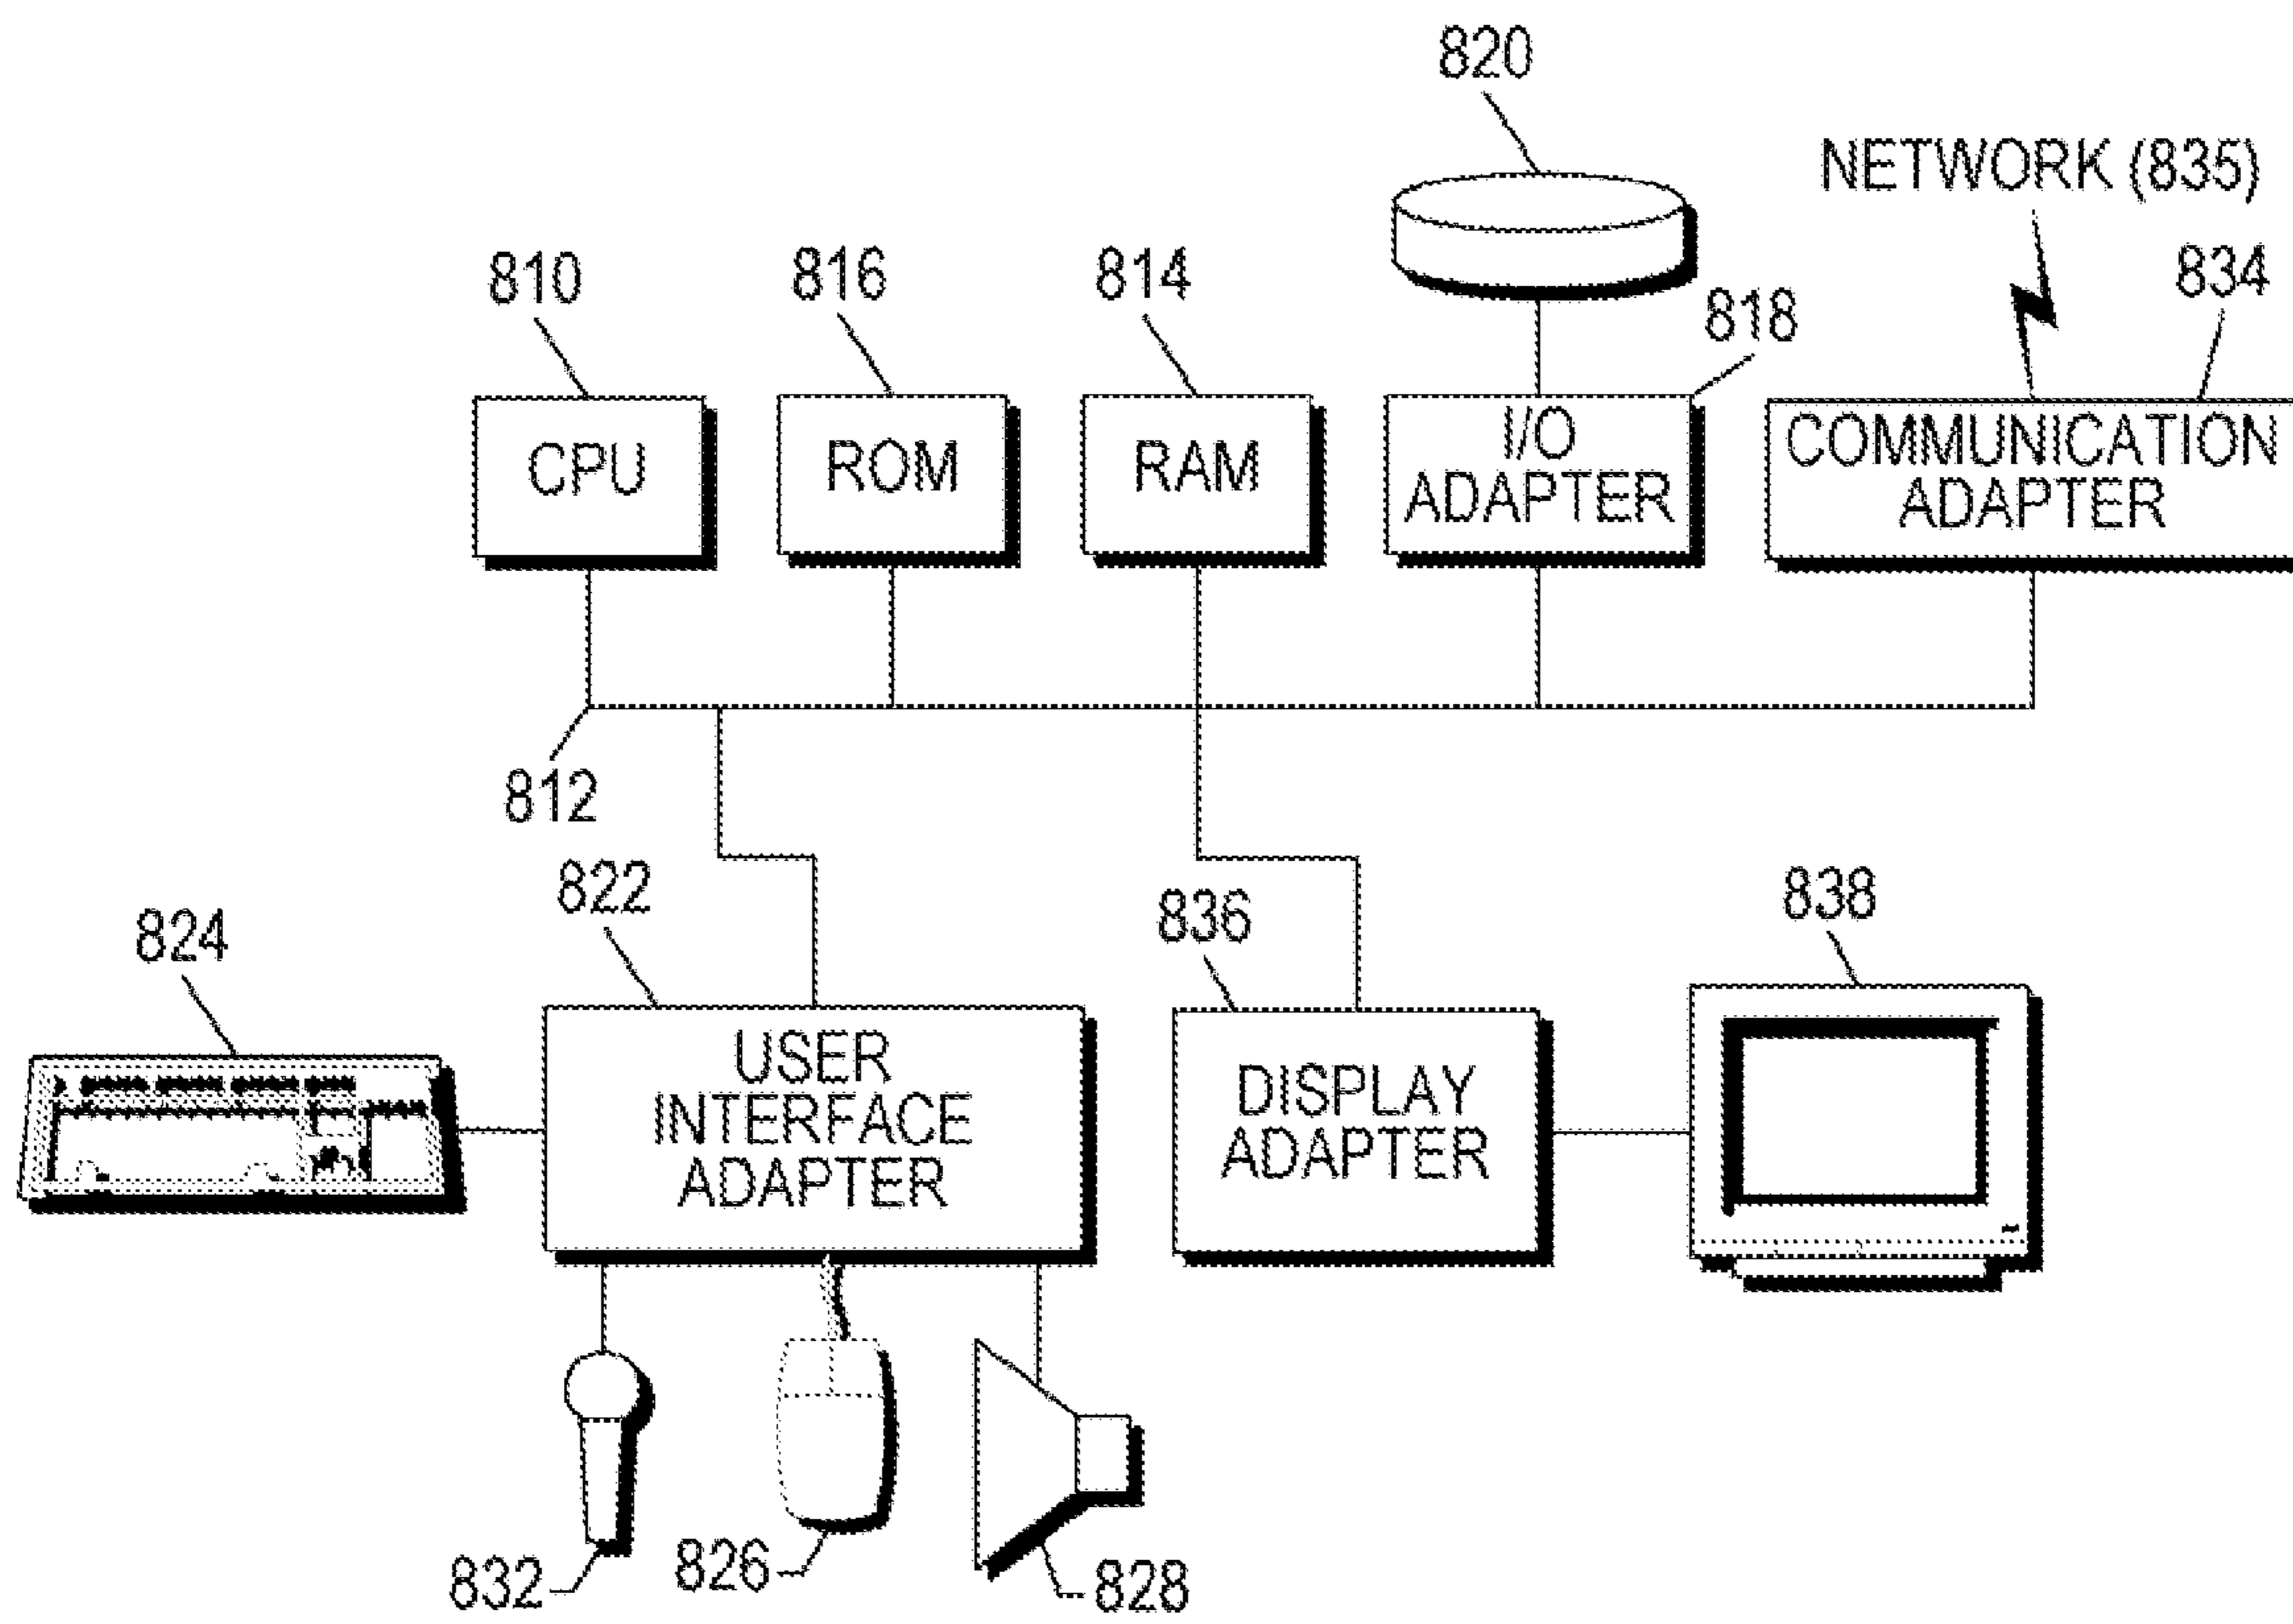 820
NETWORK (835)
810
816
814
818
834
CPU
ROM
RAM
I/O
ADAPTER
COMMUNICATION
ADAPTER
812
822
824
836
838
USER
INTERFACE
ADAPTER
DISPLAY
ADAPTER
832
826
828